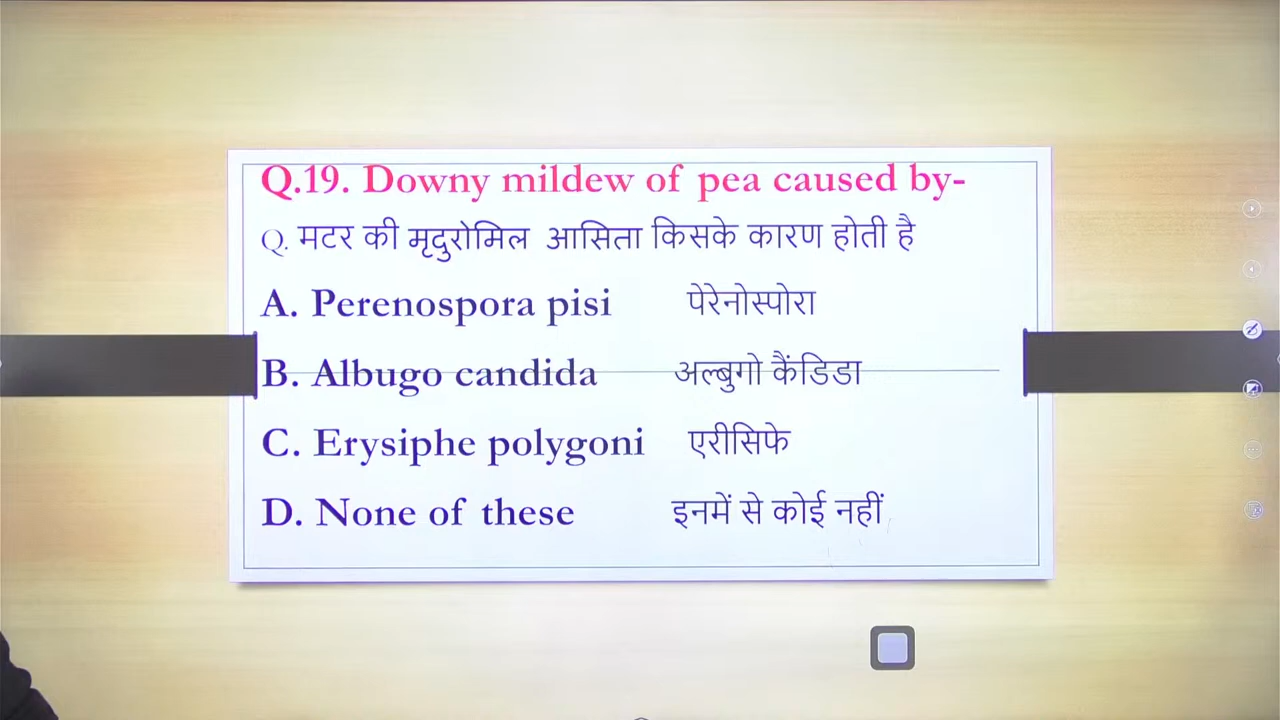 Q.19. Downy mildew of pea caused by-
Q. मटर की मृदुरोमिल आसिता किसके कारण होती है
A. Perenospora pisi पेरेनोस्पोरा
B. Albugo candida अल्बुगो कैंडिडा
C. Erysiphe polygoni एरीसिफे
D. None of these इनमें से कोई नहीं